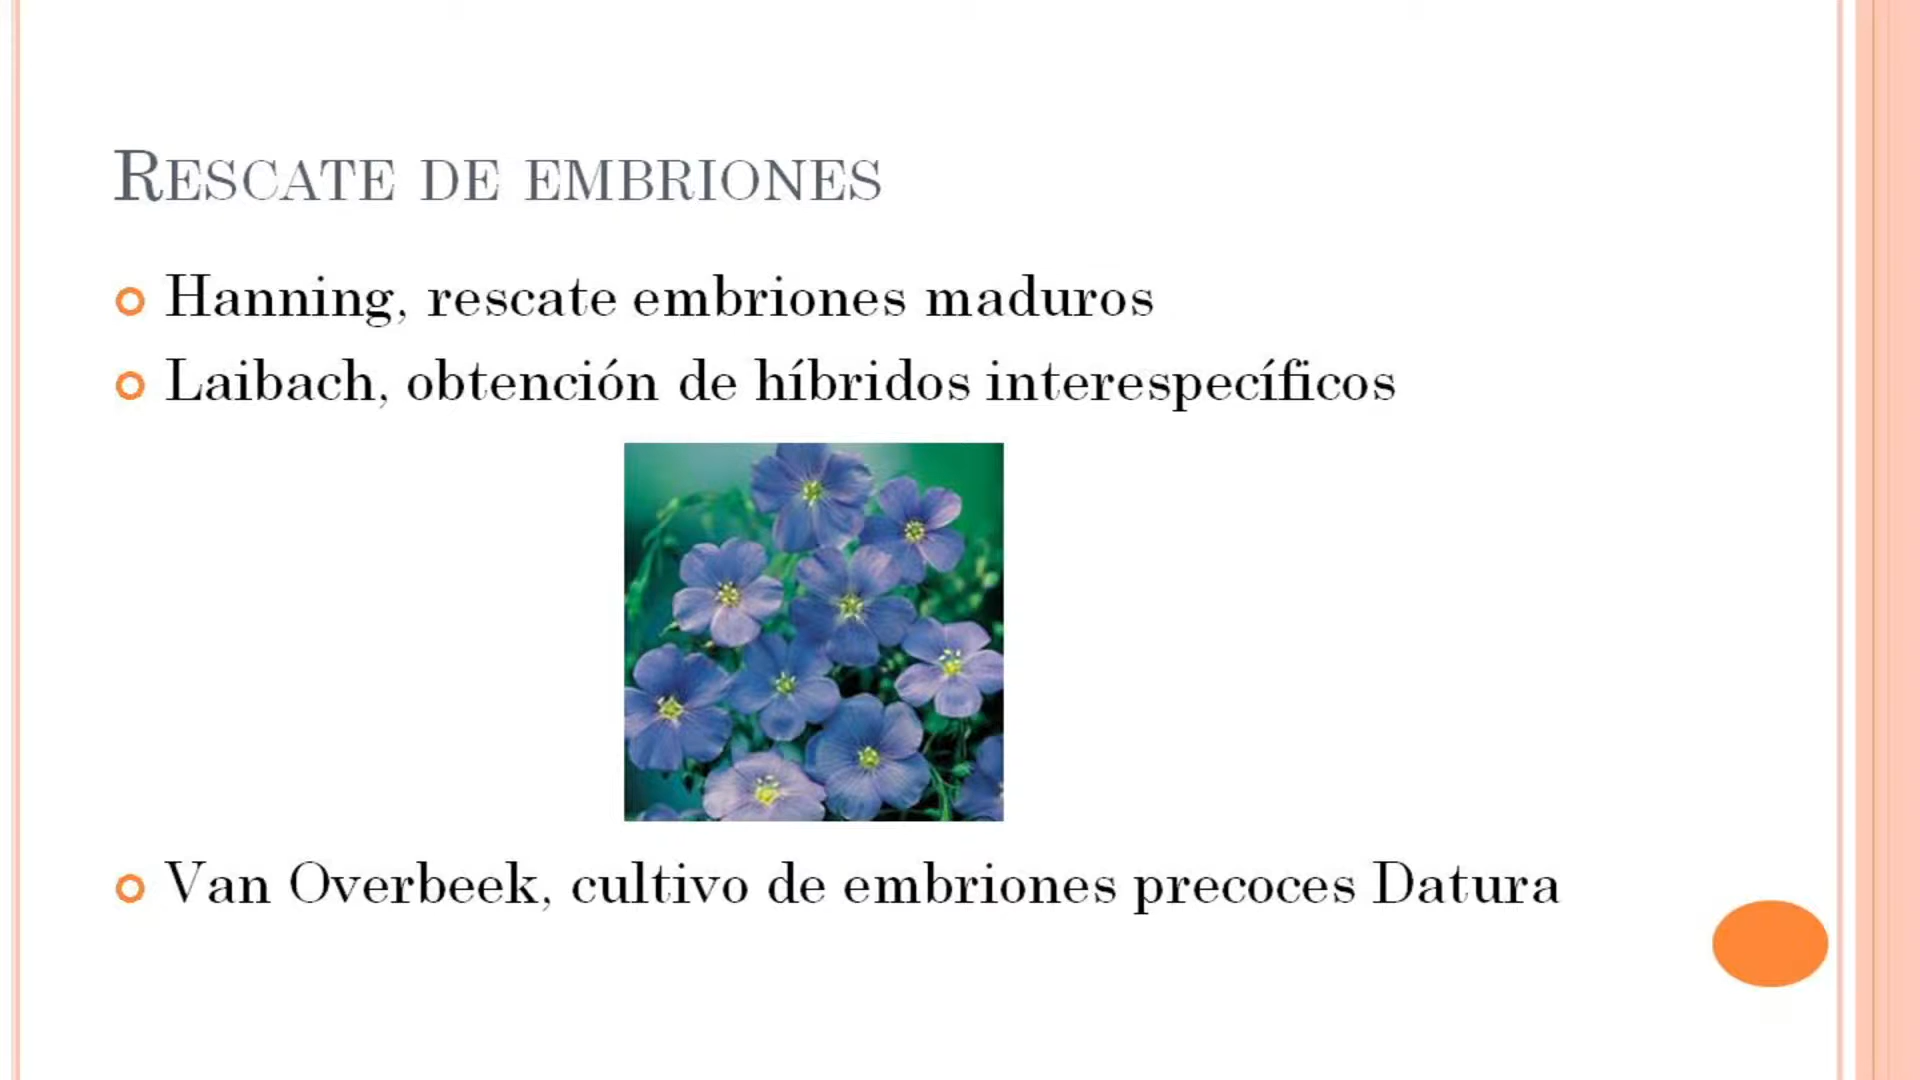 Rescate de embriones
Hanning, rescate embriones maduros
Laibach, obtención de híbridos interespecíficos
Van Overbeek, cultivo de embriones precoces Datura